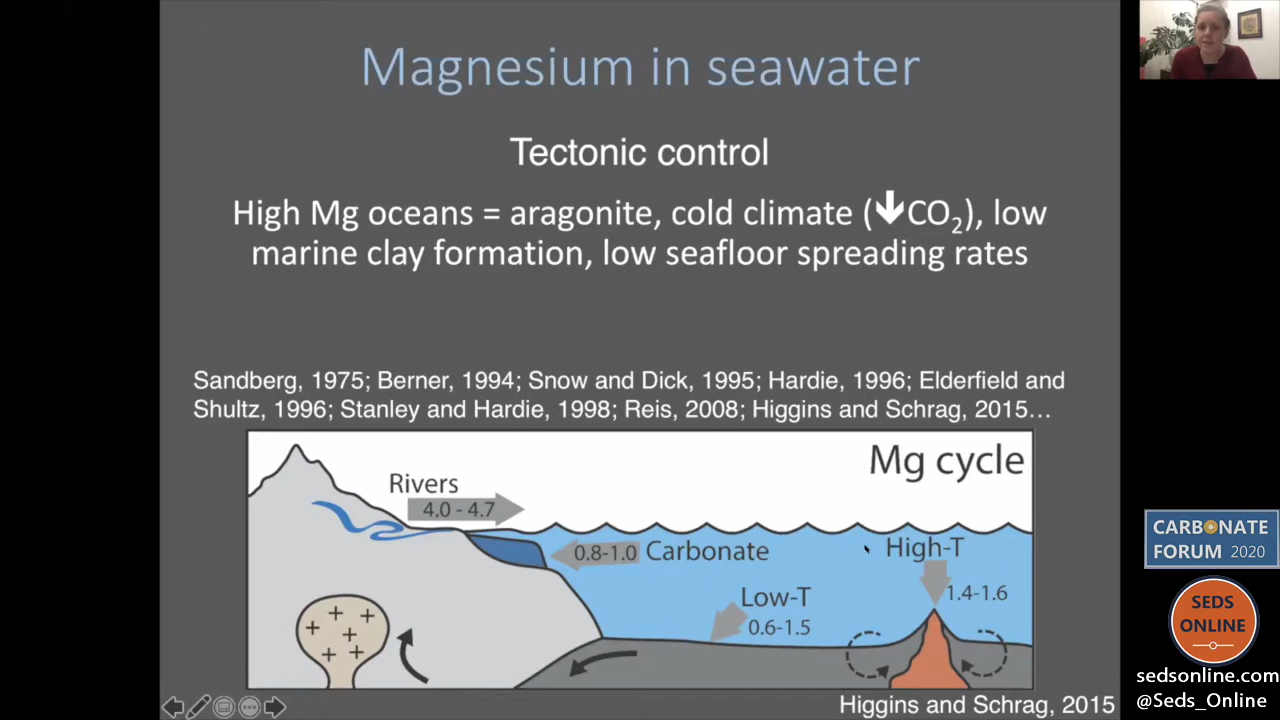 Magnesium in seawater
Tectonic control
High Mg oceans = aragonite, cold climate (🡇CO₂), low
marine clay formation, low seafloor spreading rates
Sandberg, 1975; Berner, 1994; Snow and Dick, 1995; Hardie, 1996; Elderfield and
Shultz, 1996; Stanley and Hardie, 1998; Reis, 2008; Higgins and Schrag, 2015…
Mg cycle
Rivers
4.0 - 4.7
0.8-1.0 Carbonate
High-T
1.4-1.6
Low-T
0.6-1.5
Higgins and Schrag, 2015
CARBONATE
FORUM 2020
SEDS
ONLINE
sedsonline.com
@Seds_Online